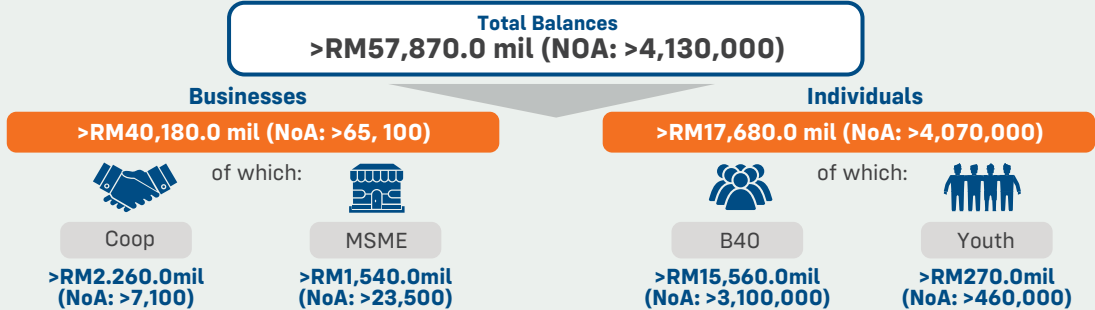 Total Balances
>RM57,870.0 mil (NOA: >4,130,000)
Businesses
>RM40,180.0 mil (NoA: >65, 100)
of which:
Coop
>RM2.260.0mil
(NoA: >7,100)
MSME
>RM1,540.0mil
(NoA: >23,500)
Individuals
>RM17,680.0 mil (NoA: >4,070,000)
of which:
B40
>RM15,560.0mil
(NoA: >3,100,000)
Youth
>RM270.0mil
(NoA: >460,000)